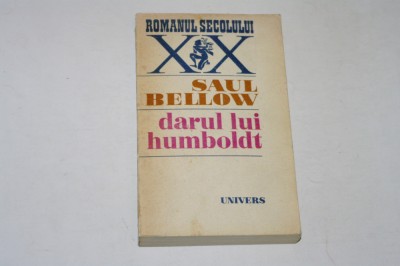 ROMANUL SECOLULUI
XX
SAUL
BELLOW
darul lui
humboldt
UNIVERS